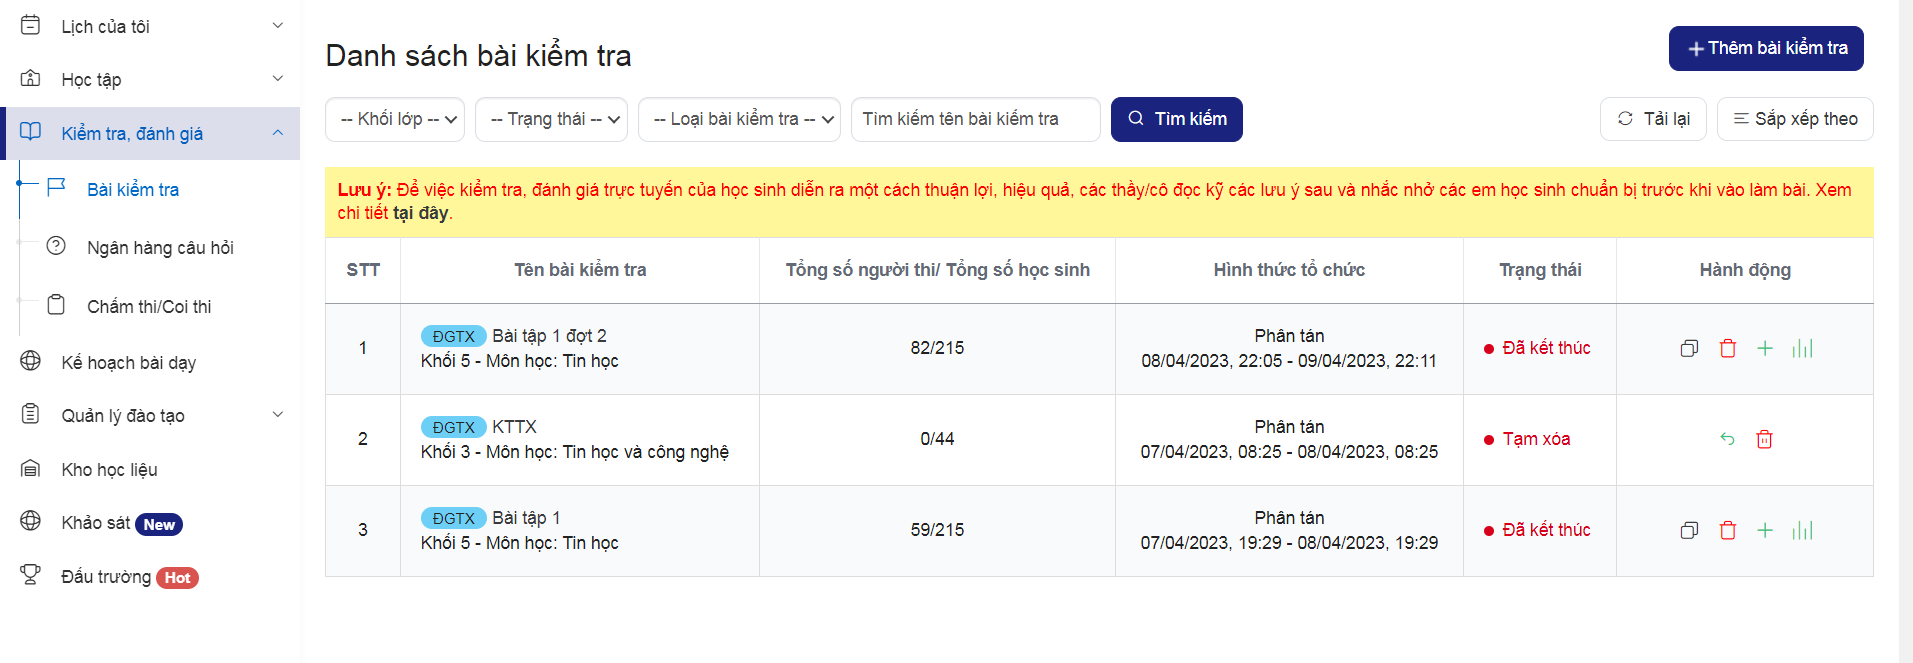 Lịch của tôi
Học tập
Kiểm tra, đánh giá
Bài kiểm tra
Ngân hàng câu hỏi
Chấm thi/Coi thi
Kế hoạch bài dạy
Quản lý đào tạo
Kho học liệu
Khảo sát New
Đấu trường Hot
Danh sách bài kiểm tra
Thêm bài kiểm tra
-- Khối lớp -- -- Trạng thái -- -- Loại bài kiểm tra -- Tìm kiếm tên bài kiểm tra Tìm kiếm Tải lại Sắp xếp theo
Lưu ý: Để việc kiểm tra, đánh giá trực tuyến của học sinh diễn ra một cách thuận lợi, hiệu quả, các thầy/cô đọc kỹ các lưu ý sau và nhắc nhở các em học sinh chuẩn bị trước khi vào làm bài. Xem
chi tiết tại đây.
STT Tên bài kiểm tra Tổng số người thi/ Tổng số học sinh Hình thức tổ chức Trạng thái Hành động
1 ĐGTX Bài tập 1 đợt 2 82/215 Phân tán Đã kết thúc
Khối 5 - Môn học: Tin học 08/04/2023, 22:05 - 09/04/2023, 22:11
2 ĐGTX KTTX 0/44 Phân tán Tạm xóa
Khối 3 - Môn học: Tin học và công nghệ 07/04/2023, 08:25 - 08/04/2023, 08:25
3 ĐGTX Bài tập 1 59/215 Phân tán Đã kết thúc
Khối 5 - Môn học: Tin học 07/04/2023, 19:29 - 08/04/2023, 19:29